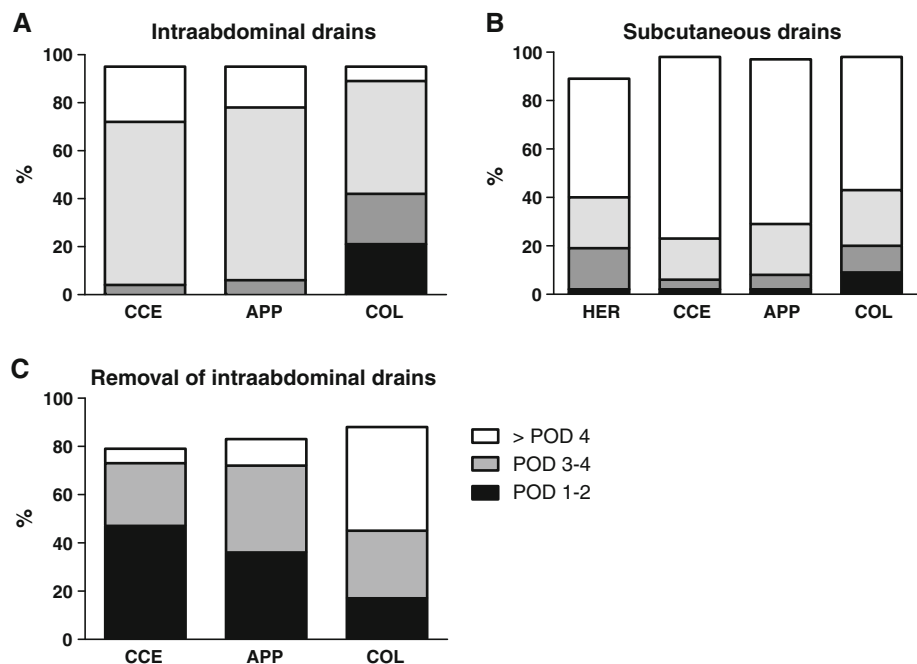 A
Intraabdominal drains
100
80
60
40
20
0
%
CCE APP COL
B
Subcutaneous drains
100
80
60
40
20
0
%
HER CCE APP COL
C
Removal of intraabdominal drains
100
80
60
40
20
0
%
CCE APP COL
> POD 4
POD 3-4
POD 1-2